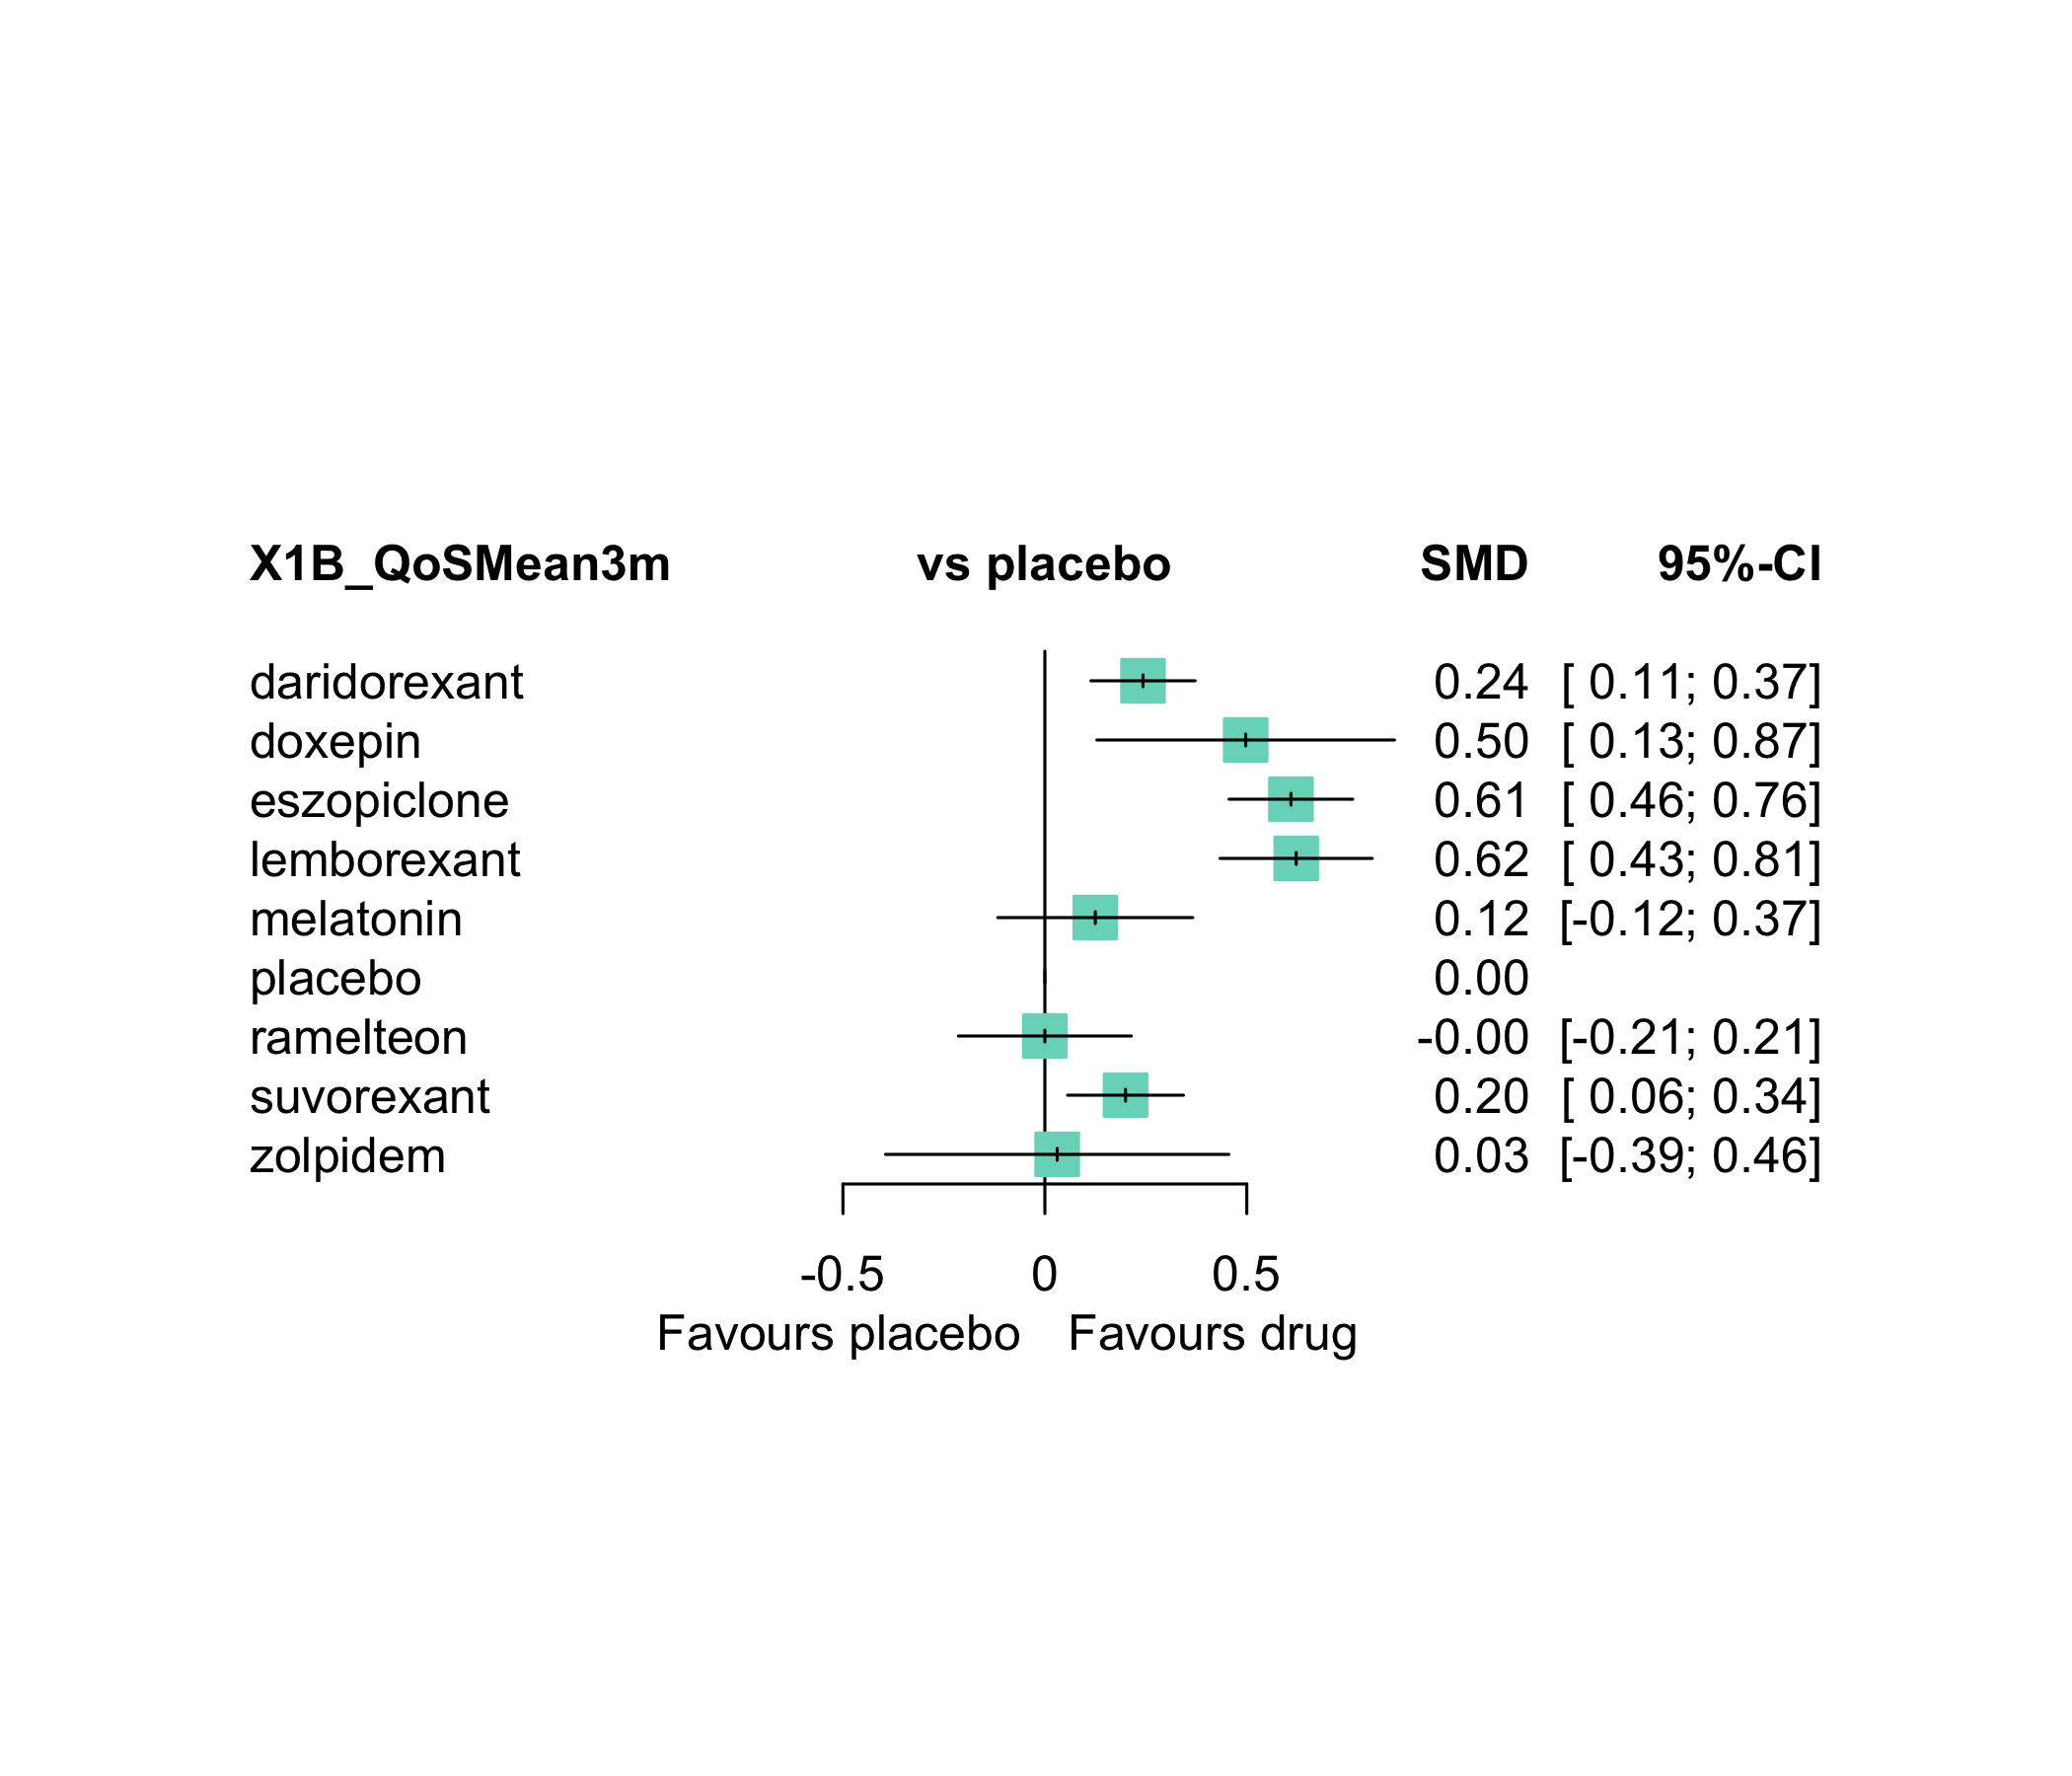 X1B_QoSMean3m vs placebo SMD 95%-CI
daridorexant 0.24 [ 0.11; 0.37]
doxepin 0.50 [ 0.13; 0.87]
eszopiclone 0.61 [ 0.46; 0.76]
lemborexant 0.62 [ 0.43; 0.81]
melatonin 0.12 [-0.12; 0.37]
placebo 0.00
ramelteon -0.00 [-0.21; 0.21]
suvorexant 0.20 [ 0.06; 0.34]
zolpidem 0.03 [-0.39; 0.46]
-0.5 0 0.5
Favours placebo Favours drug